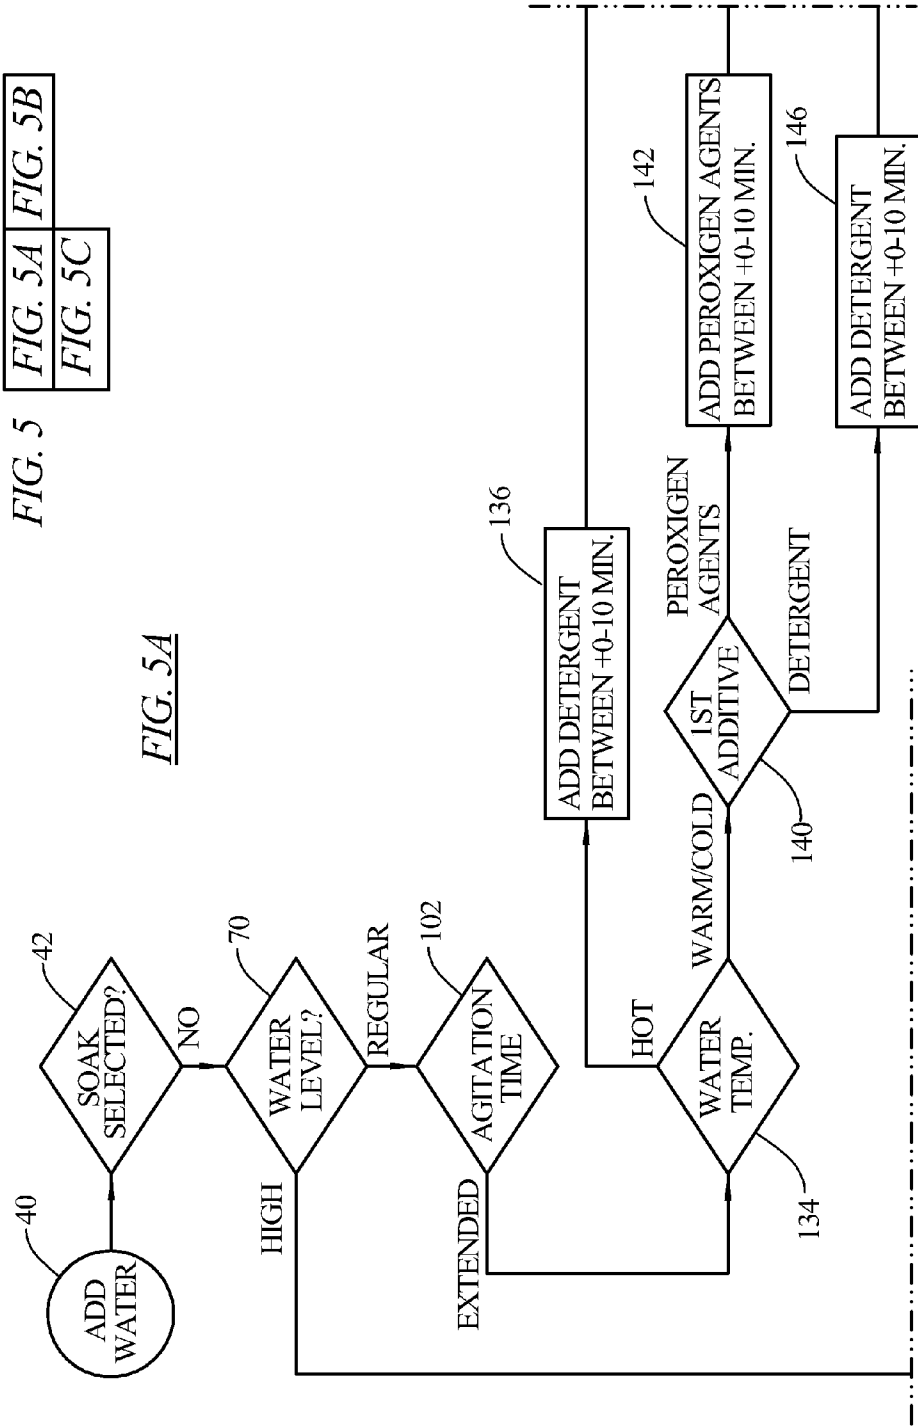 FIG. 5
FIG. 5A
FIG. 5B
FIG. 5C
FIG. 5A
40
ADD
WATER
42
SOAK
SELECTED?
NO
70
WATER
LEVEL?
HIGH
REGULAR
102
AGITATION
TIME
EXTENDED
WATER
TEMP.
134
HOT
WARM/COLD
136
ADD DETERGENT
BETWEEN +0-10 MIN.
1ST
ADDITIVE
140
PEROXIGEN
AGENTS
DETERGENT
142
ADD PEROXIGEN AGENTS
BETWEEN +0-10 MIN.
146
ADD DETERGENT
BETWEEN +0-10 MIN.